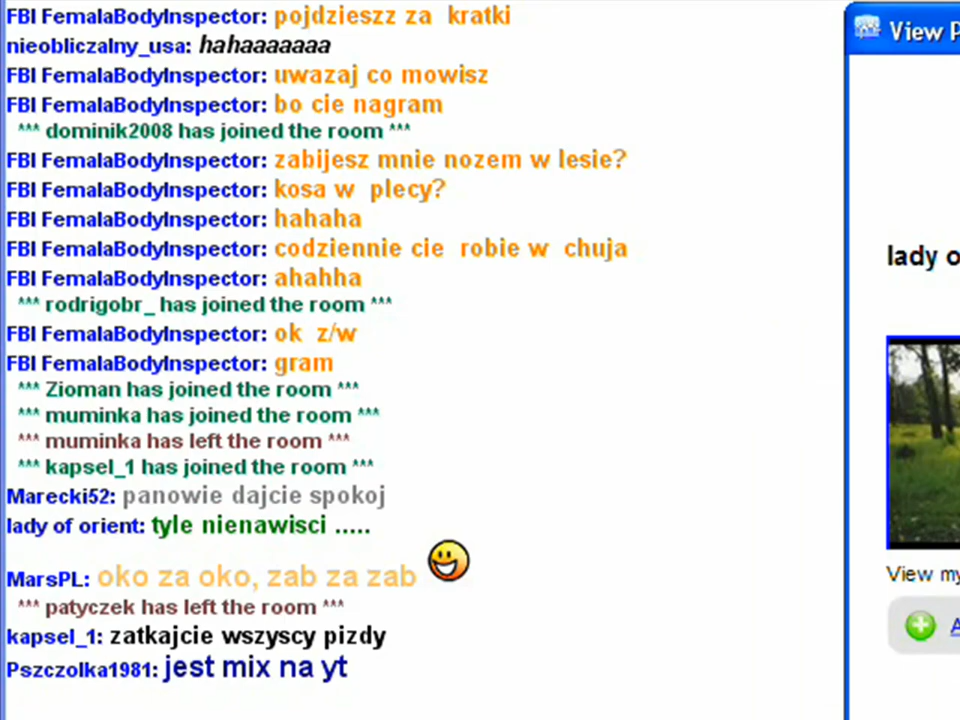 FBI FemalaBodyInspector: pojdzieszz za kratki
nieobliczalny_usa: hahaaaaaaa
FBI FemalaBodyInspector: uwazaj co mowisz
FBI FemalaBodyInspector: bo cie nagram
*** dominik2008 has joined the room ***
FBI FemalaBodyInspector: zabijesz mnie nozem w lesie?
FBI FemalaBodyInspector: kosa w plecy?
FBI FemalaBodyInspector: hahaha
FBI FemalaBodyInspector: codziennie cie robie w chuja
FBI FemalaBodyInspector: ahahha
*** rodrigobr_ has joined the room ***
FBI FemalaBodyInspector: ok z/w
FBI FemalaBodyInspector: gram
*** Zioman has joined the room ***
*** muminka has joined the room ***
*** muminka has left the room ***
*** kapsel_1 has joined the room ***
Marecki52: panowie dajcie spokoj
lady of orient: tyle nienawisci .....
MarsPL: oko za oko, zab za zab
*** patyczek has left the room ***
kapsel_1: zatkajcie wszyscy pizdy
Pszczolka1981: jest mix na yt
View P
lady o
View my
A